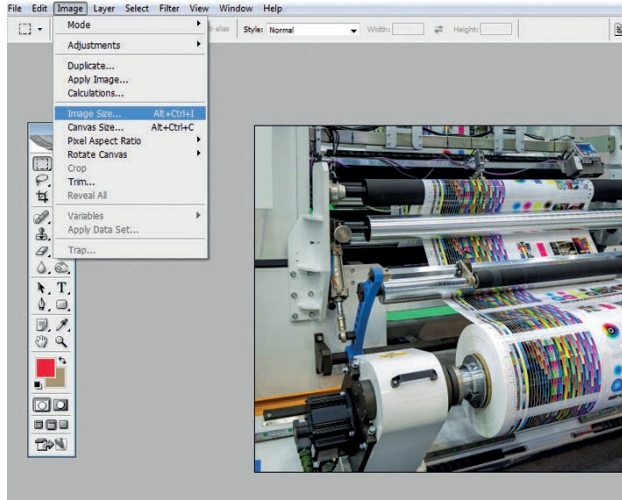 File Edit Image Layer Select Filter View Window Help
Mode
Style: Normal Width: Height:
Adjustments
Duplicate...
Apply Image...
Calculations...
Image Size... Alt+Ctrl+I
Canvas Size... Alt+Ctrl+C
Pixel Aspect Ratio
Rotate Canvas
Crop
Trim...
Reveal All
Variables
Apply Data Set...
Trap...
T